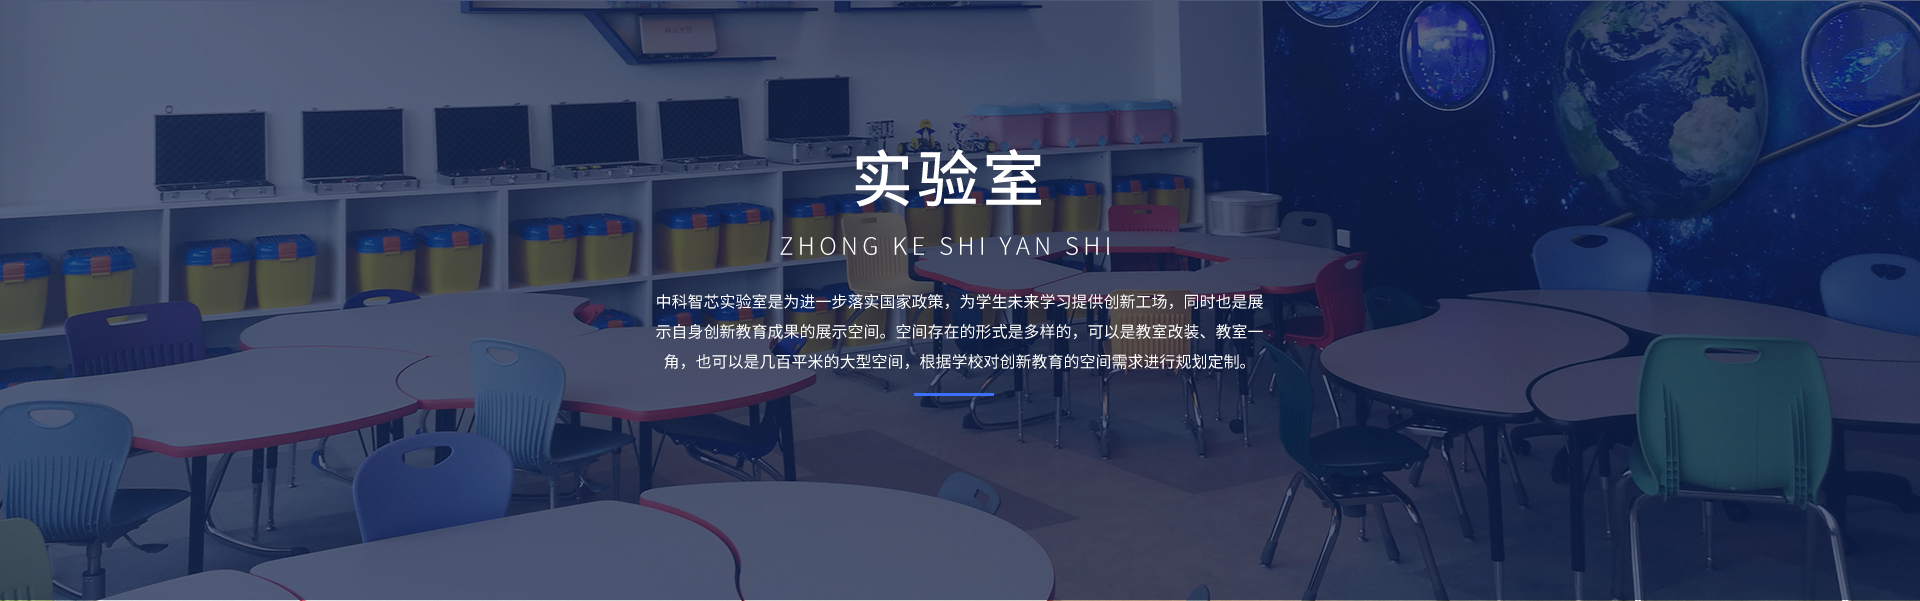 实验室
ZHONG KE SHI YAN SHI
中科智芯实验室是为进一步落实国家政策，为学生未来学习提供创新工场，同时也是展
示自身创新教育成果的展示空间。空间存在的形式是多样的，可以是教室改装、教室一
角，也可以是几百平米的大型空间，根据学校对创新教育的空间需求进行规划定制。